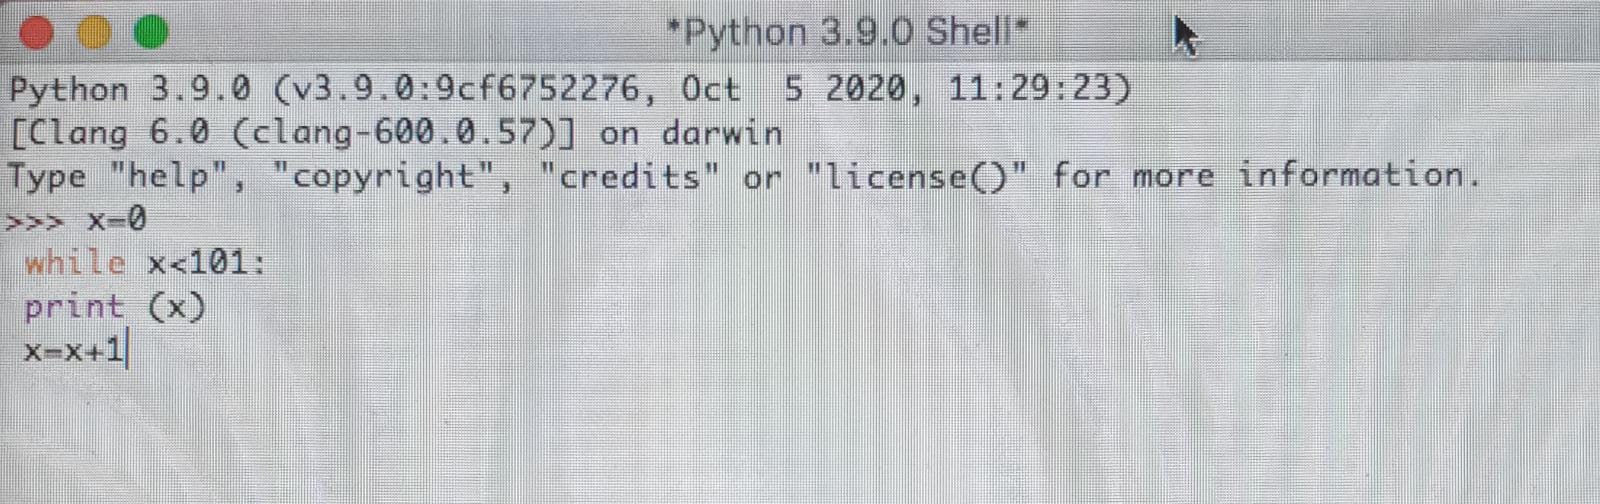 *Python 3.9.0 Shell*
Python 3.9.0 (v3.9.0:9cf6752276, Oct  5 2020, 11:29:23)
[Clang 6.0 (clang-600.0.57)] on darwin
Type "help", "copyright", "credits" or "license()" for more information.
>>> x=0
 while x<101:
 print (x)
 x=x+1